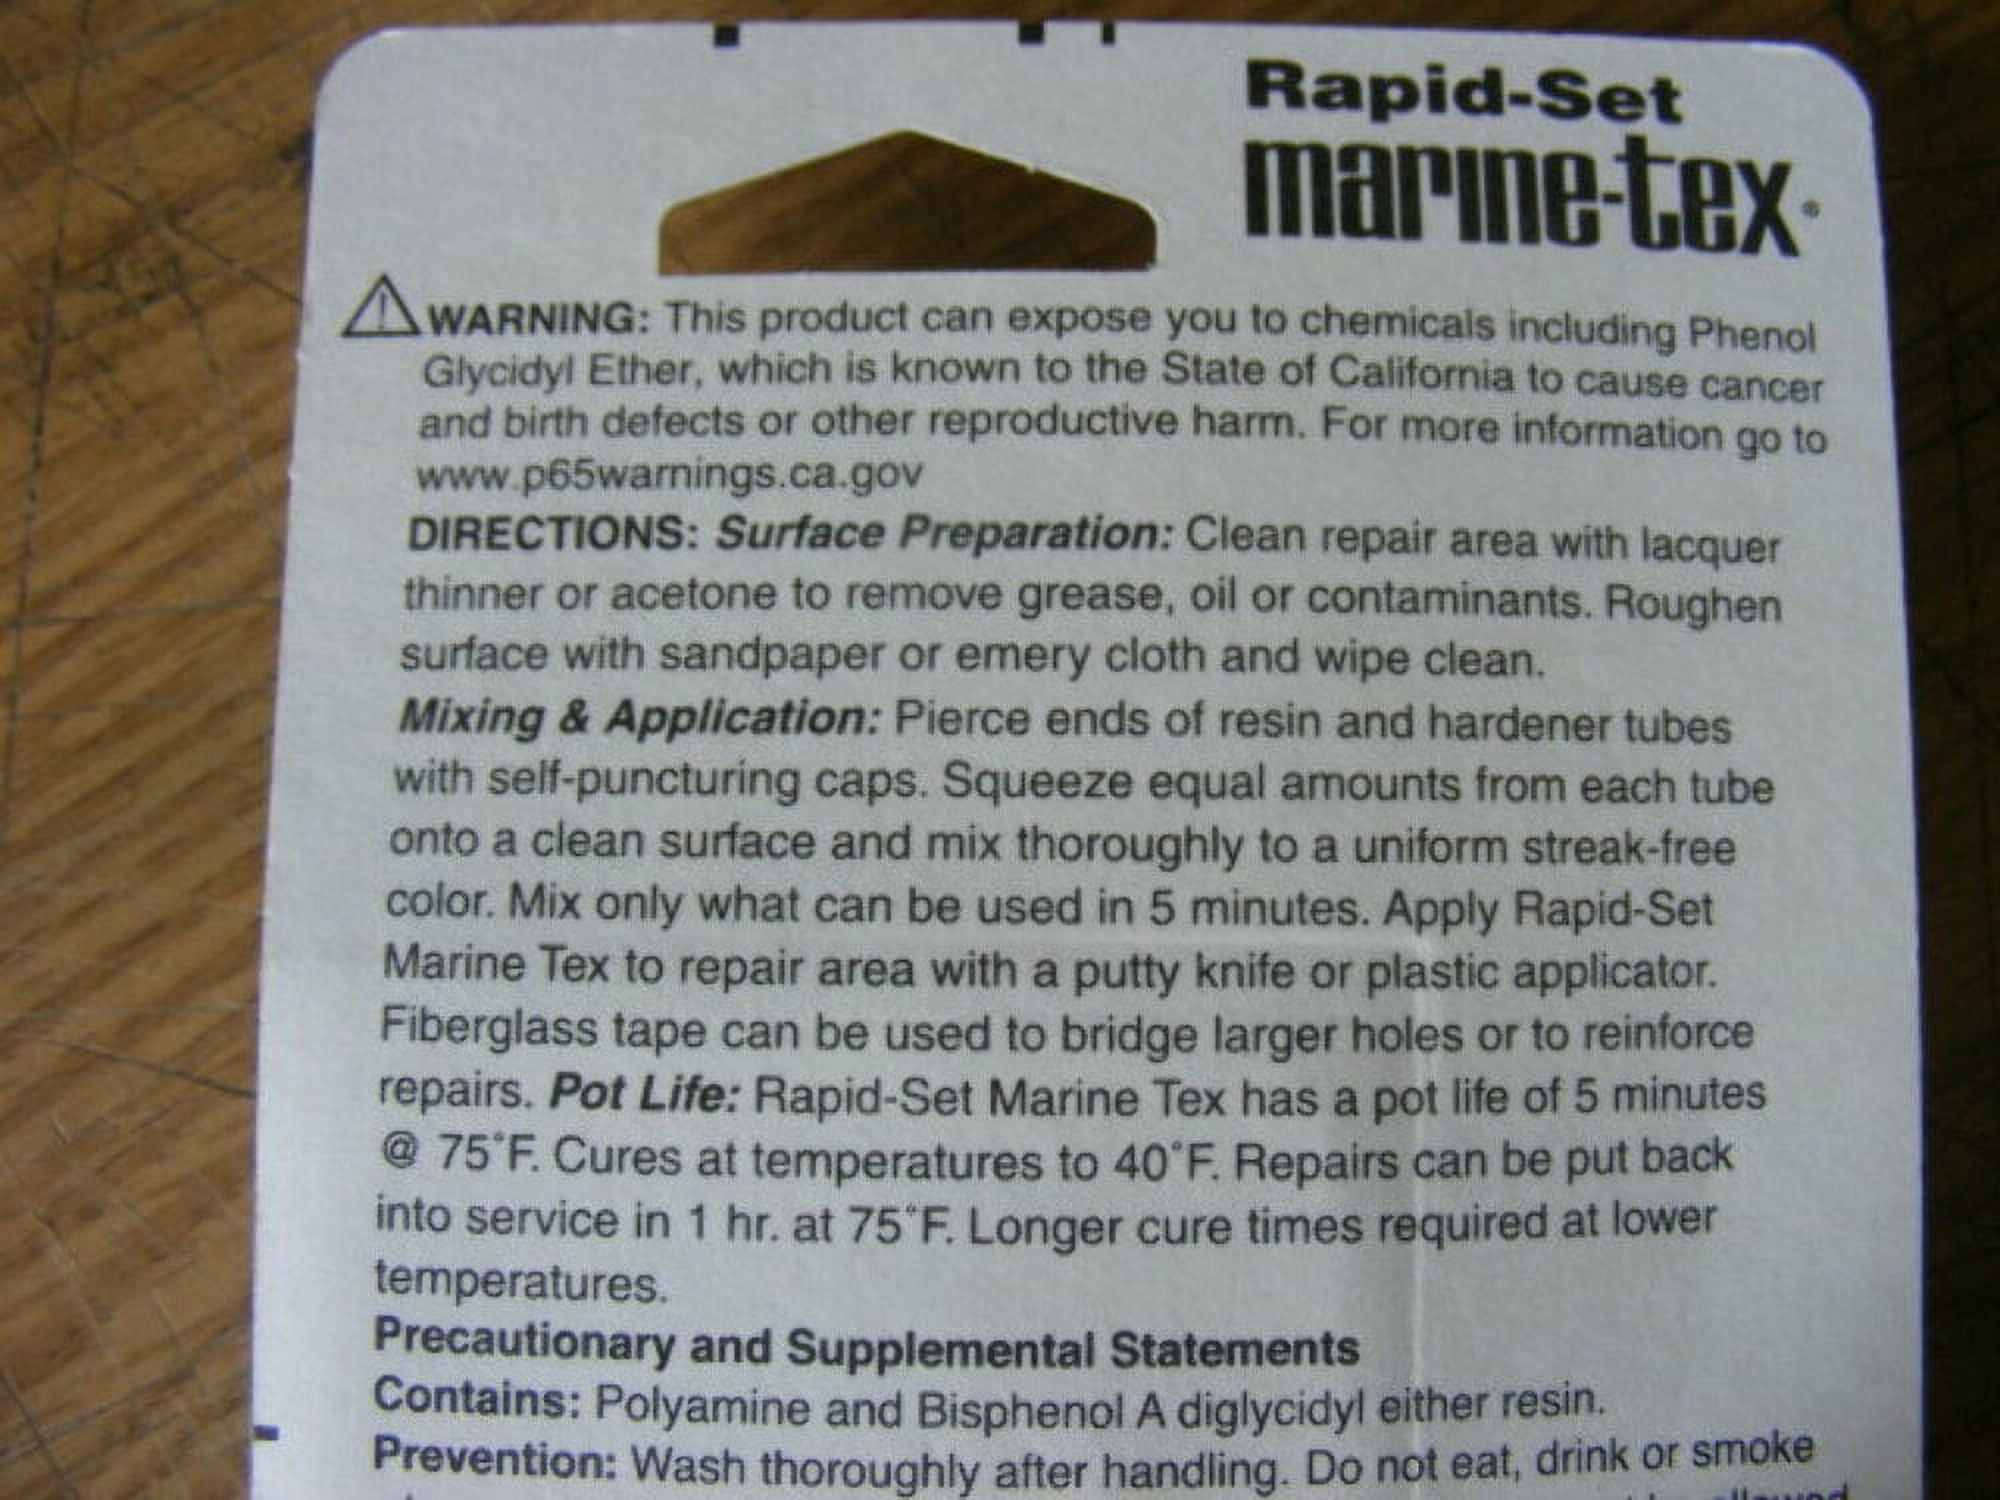 Rapid-Set
marine-tex®
WARNING: This product can expose you to chemicals including Phenol
Glycidyl Ether, which is known to the State of California to cause cancer
and birth defects or other reproductive harm. For more information go to
www.p65warnings.ca.gov
DIRECTIONS: Surface Preparation: Clean repair area with lacquer
thinner or acetone to remove grease, oil or contaminants. Roughen
surface with sandpaper or emery cloth and wipe clean.
Mixing & Application: Pierce ends of resin and hardener tubes
with self-puncturing caps. Squeeze equal amounts from each tube
onto a clean surface and mix thoroughly to a uniform streak-free
color. Mix only what can be used in 5 minutes. Apply Rapid-Set
Marine Tex to repair area with a putty knife or plastic applicator.
Fiberglass tape can be used to bridge larger holes or to reinforce
repairs. Pot Life: Rapid-Set Marine Tex has a pot life of 5 minutes
@ 75˚F. Cures at temperatures to 40˚F. Repairs can be put back
into service in 1 hr. at 75˚F. Longer cure times required at lower
temperatures.
Precautionary and Supplemental Statements
Contains: Polyamine and Bisphenol A diglycidyl either resin.
Prevention: Wash thoroughly after handling. Do not eat, drink or smoke
allowed